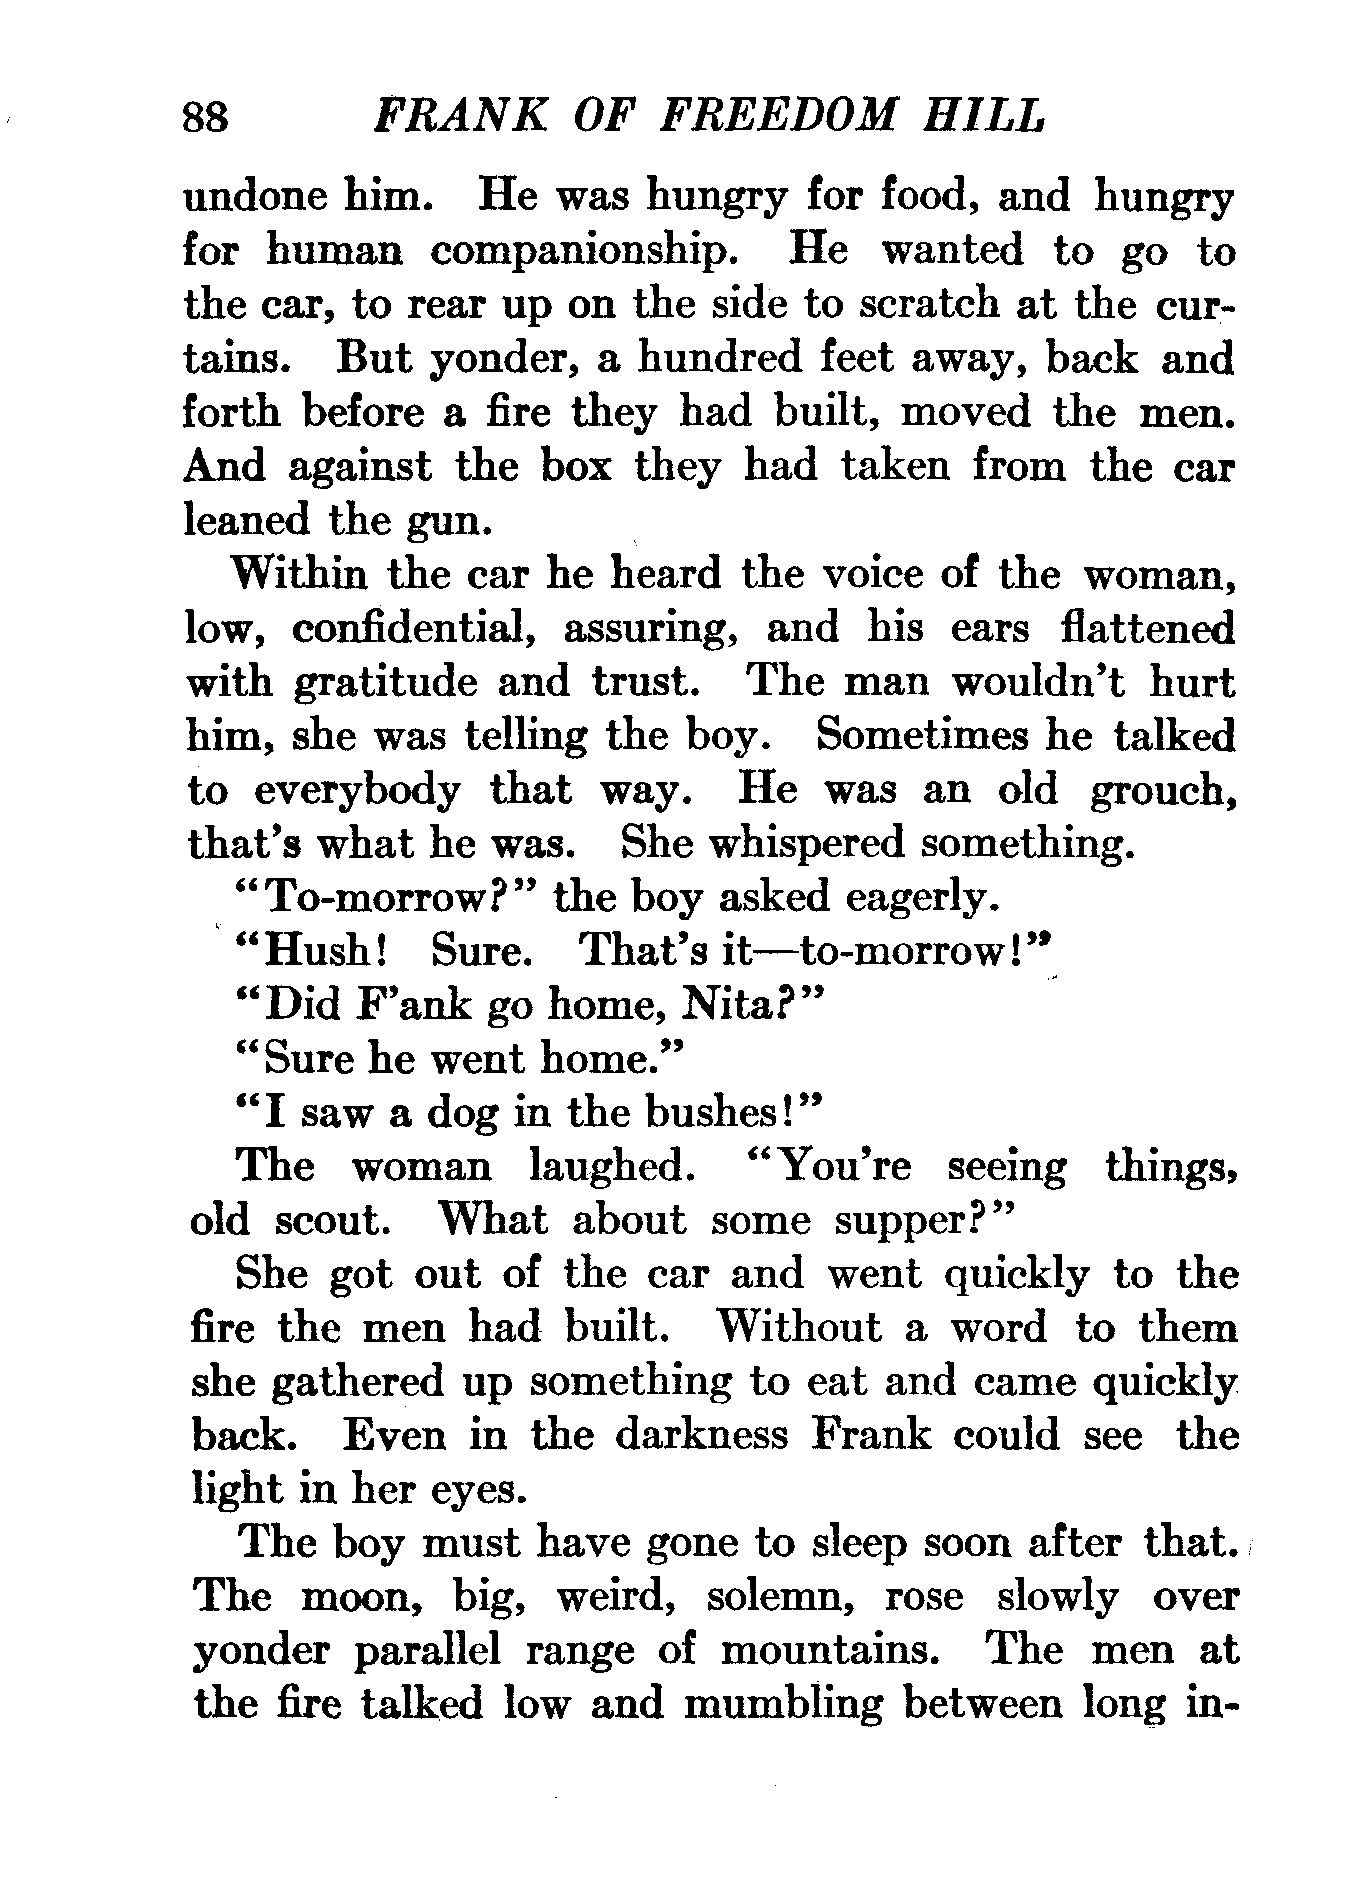 88 FRANK OF FREEDOM HILL
undone him. He was hungry for food, and hungry
for human companionship. He wanted to go to
the car, to rear up on the side to scratch at the cur-
tains. But yonder, a hundred feet away, back and
forth before a fire they had built, moved the men.
And against the box they had taken from the car
leaned the gun.
Within the car he heard the voice of the woman,
low, confidential, assuring, and his ears flattened
with gratitude and trust. The man wouldn't hurt
him, she was telling the boy. Sometimes he talked
to everybody that way. He was an old grouch,
that's what he was. She whispered something.
"To-morrow?" the boy asked eagerly.
"Hush! Sure. That's it—to-morrow!"
"Did F'ank go home, Nita?"
"Sure he went home."
"I saw a dog in the bushes!"
The woman laughed. "You're seeing things,
old scout. What about some supper?"
She got out of the car and went quickly to the
fire the men had built. Without a word to them
she gathered up something to eat and came quickly
back. Even in the darkness Frank could see the
light in her eyes.
The boy must have gone to sleep soon after that.
The moon, big, weird, solemn, rose slowly over
yonder parallel range of mountains. The men at
the fire talked low and mumbling between long in-